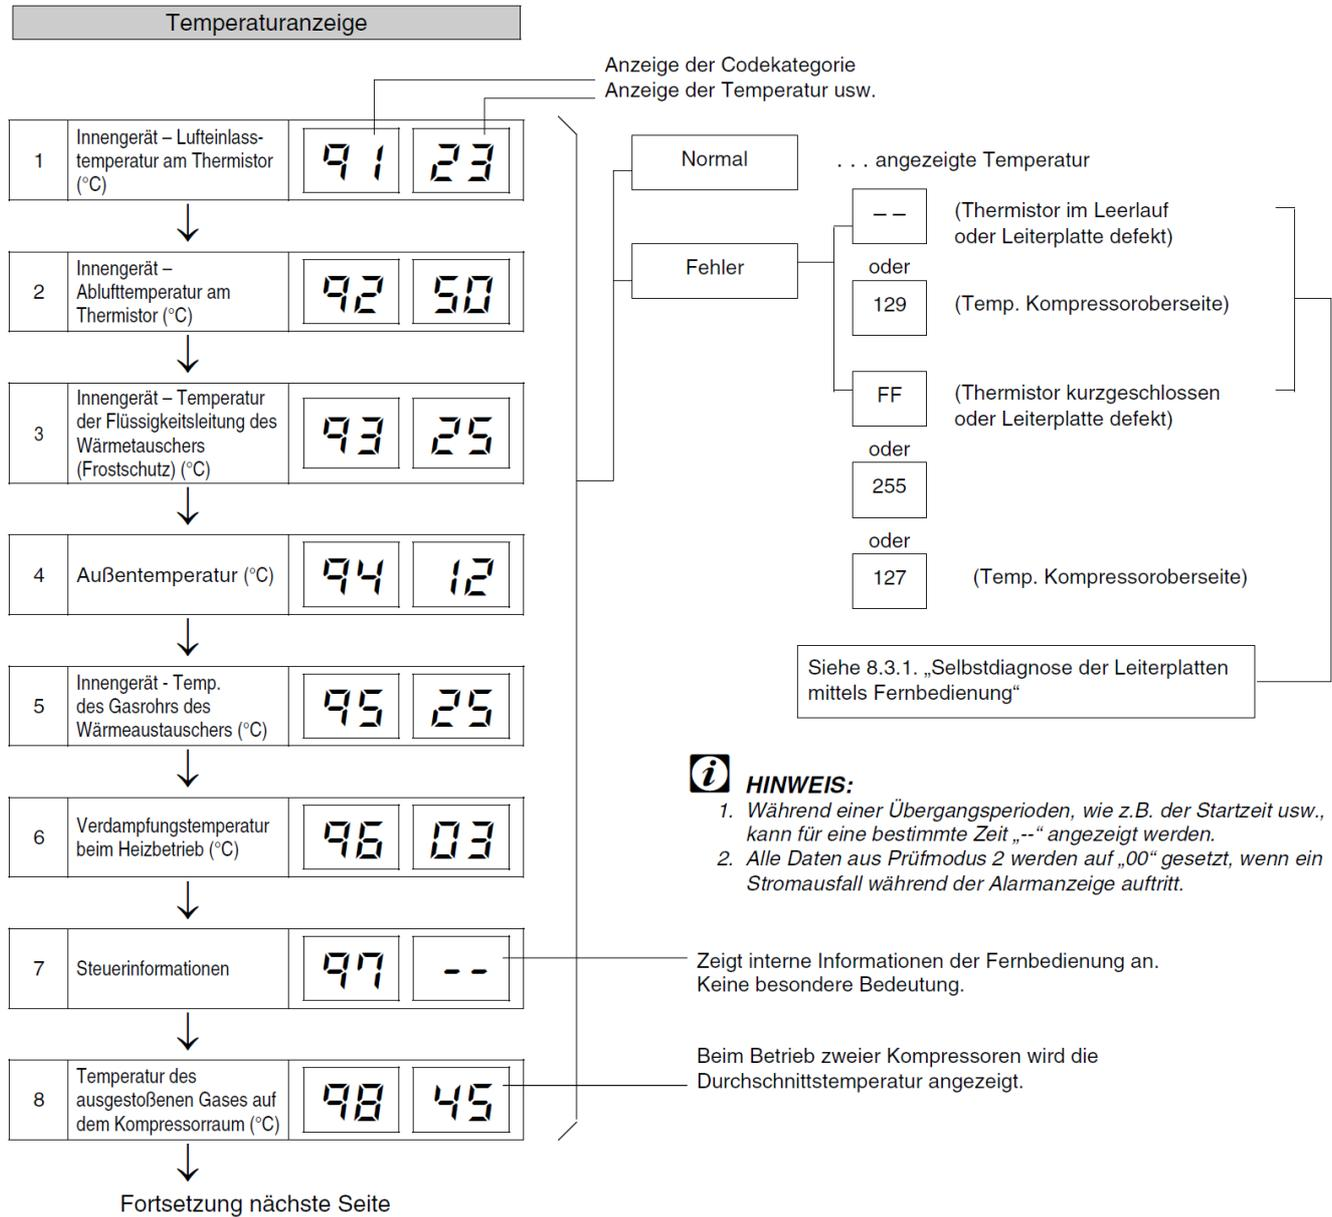 Temperaturanzeige
Anzeige der Codekategorie
Anzeige der Temperatur usw.
1
Innengerät – Lufteinlass-
temperatur am Thermistor
(°C)
91 23
2
Innengerät –
Ablufttemperatur am
Thermistor (°C)
92 50
3
Innengerät – Temperatur
der Flüssigkeitsleitung des
Wärmetauschers
(Frostschutz) (°C)
93 25
4
Außentemperatur (°C)
94 12
5
Innengerät - Temp.
des Gasrohrs des
Wärmeaustauschers (°C)
95 25
6
Verdampfungstemperatur
beim Heizbetrieb (°C)
96 03
7
Steuerinformationen
97 --
8
Temperatur des
ausgestoßenen Gases auf
dem Kompressorraum (°C)
98 45
Fortsetzung nächste Seite
Normal
. . . angezeigte Temperatur
Fehler
– –
(Thermistor im Leerlauf
oder Leiterplatte defekt)
oder
129
(Temp. Kompressoroberseite)
FF
(Thermistor kurzgeschlossen
oder Leiterplatte defekt)
oder
255
oder
127
(Temp. Kompressoroberseite)
Siehe 8.3.1. „Selbstdiagnose der Leiterplatten
mittels Fernbedienung“
i HINWEIS:
1. Während einer Übergangsperioden, wie z.B. der Startzeit usw.,
kann für eine bestimmte Zeit „--“ angezeigt werden.
2. Alle Daten aus Prüfmodus 2 werden auf „00“ gesetzt, wenn ein
Stromausfall während der Alarmanzeige auftritt.
Zeigt interne Informationen der Fernbedienung an.
Keine besondere Bedeutung.
Beim Betrieb zweier Kompressoren wird die
Durchschnittstemperatur angezeigt.